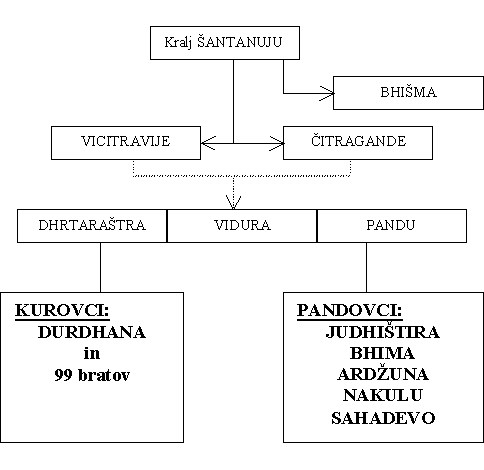 Kralj ŠANTANUJU
BHIŠMA
VICITRAVIJE
ČITRAGANDE
DHRTARAŠTRA
VIDURA
PANDU
KUROVCI:
DURDHANA
in
99 bratov
PANDOVCI:
JUDHIŠTIRA
BHIMA
ARDŽUNA
NAKULU
SAHADEVO